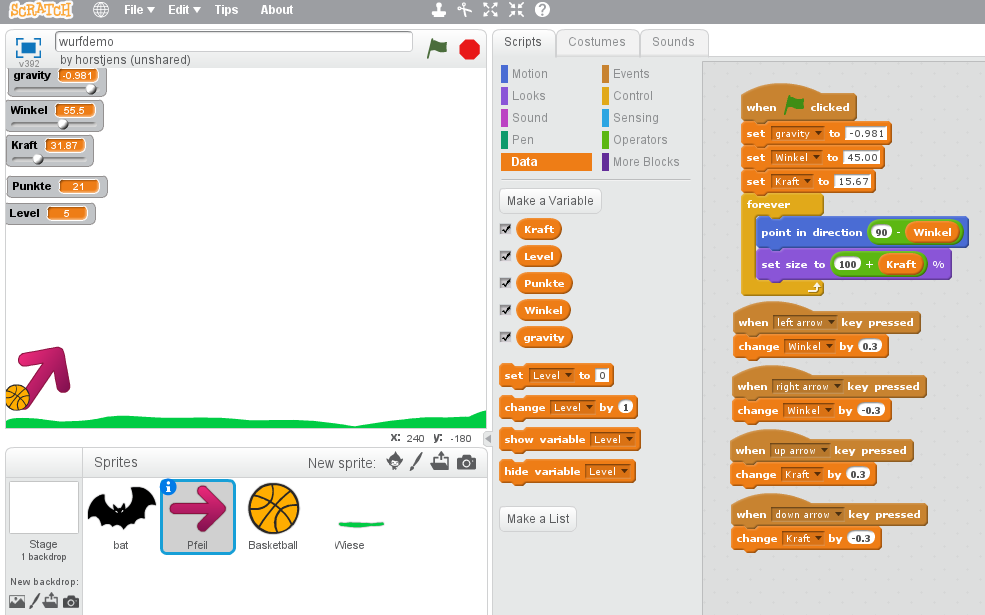 SCRATCH
File Edit Tips About
v392
wurfdemo
by horstjens (unshared)
gravity -0.981
Winkel 55.5
Kraft 31.87
Punkte 21
Level 5
X: 240 y: -180
Sprites
New sprite:
Stage
1 backdrop
New backdrop:
bat
Pfeil
Basketball
Wiese
Scripts Costumes Sounds
Motion Events
Looks Control
Sound Sensing
Pen Operators
Data More Blocks
Make a Variable
Kraft
Level
Punkte
Winkel
gravity
set Level to 0
change Level by 1
show variable Level
hide variable Level
Make a List
when clicked
set gravity to -0.981
set Winkel to 45.00
set Kraft to 15.67
forever
point in direction 90 - Winkel
set size to 100 + Kraft %
when left arrow key pressed
change Winkel by 0.3
when right arrow key pressed
change Winkel by -0.3
when up arrow key pressed
change Kraft by 0.3
when down arrow key pressed
change Kraft by -0.3